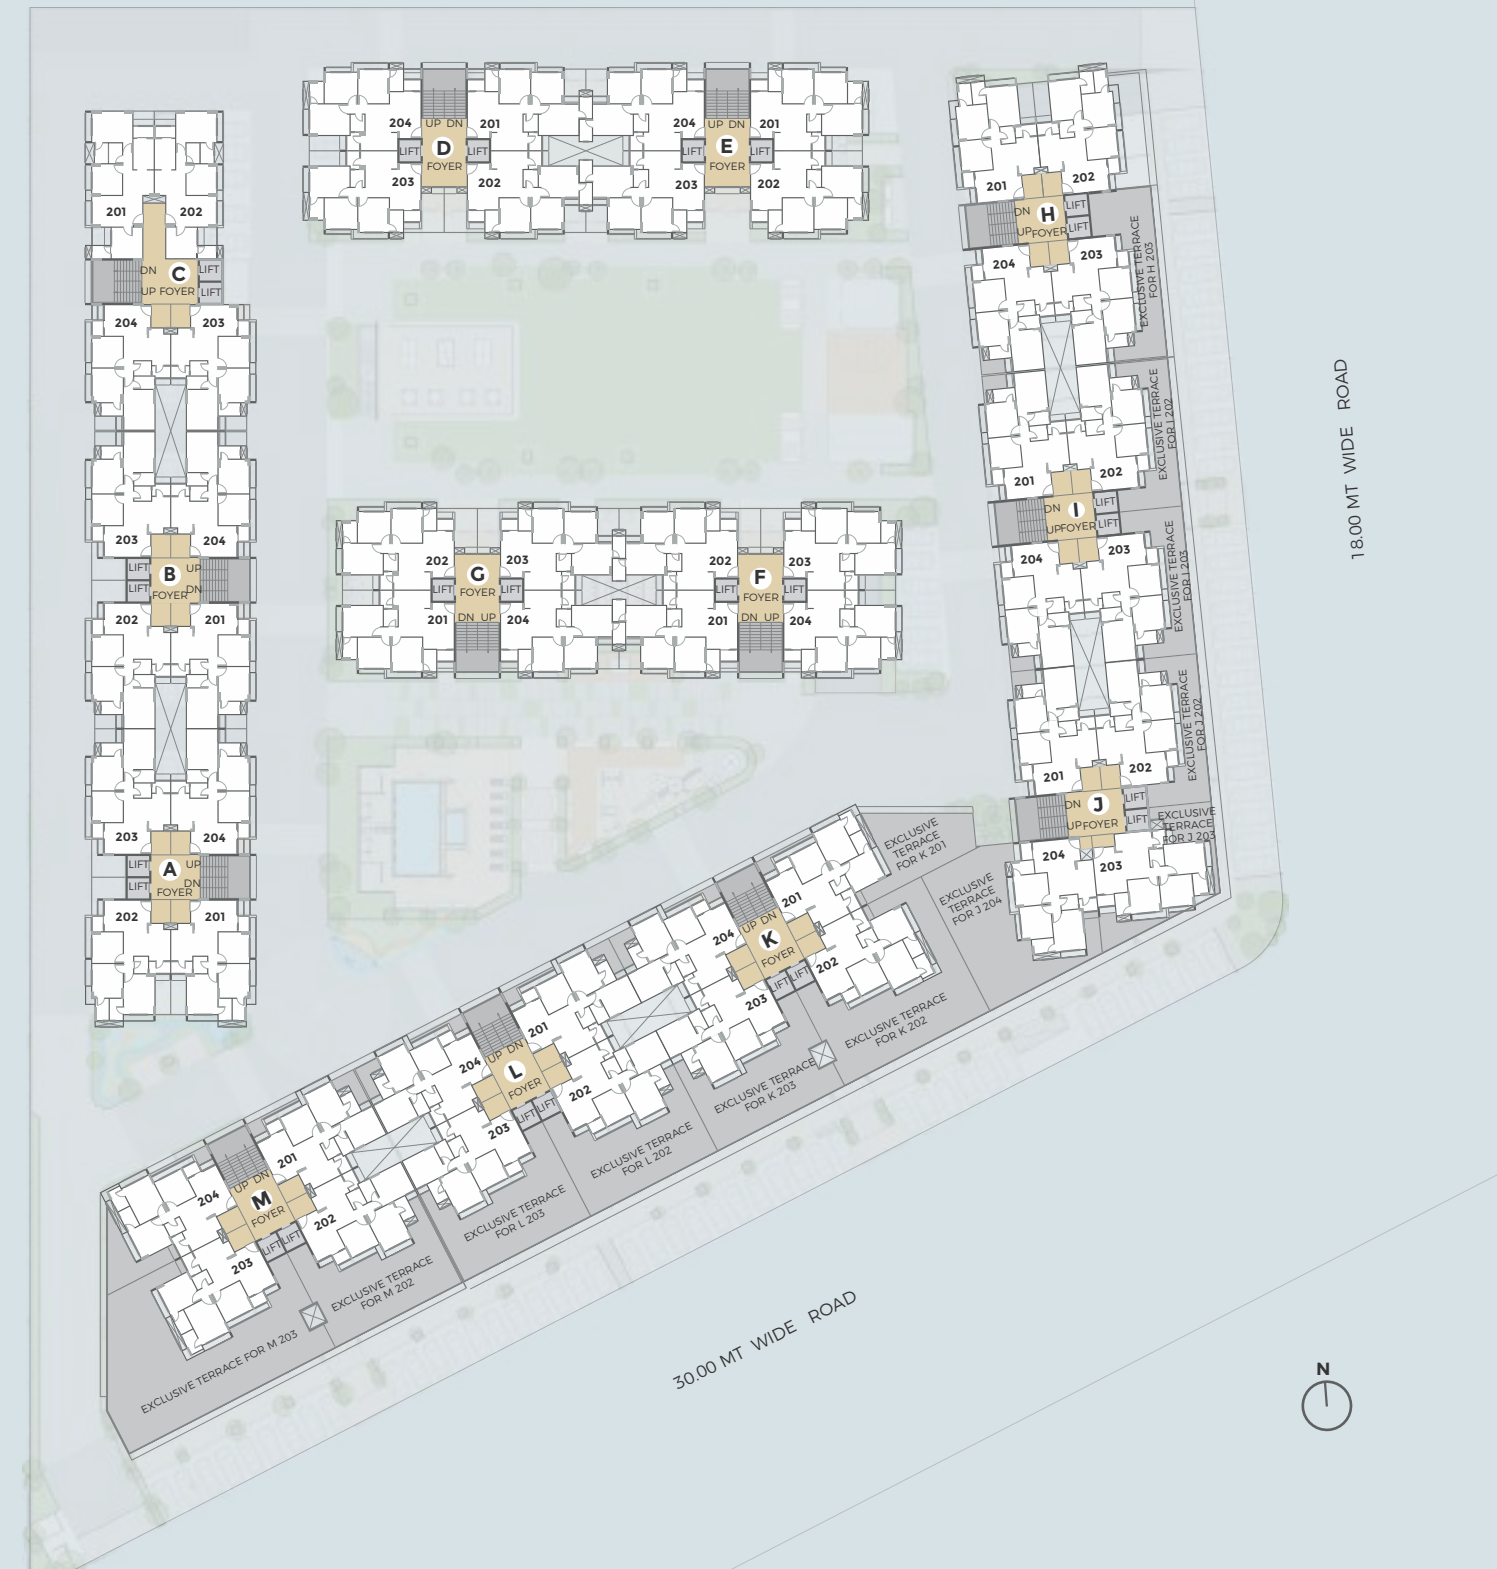 204
UP DN
201
D
LIFT
LIFT
FOYER
203
202
204
UP DN
201
E
LIFT
LIFT
FOYER
203
202
201
202
DN
C
LIFT
UP FOYER
LIFT
204
203
203
204
LIFT
B
UP
LIFT
FOYER
DN
202
201
203
204
LIFT
A
UP
LIFT
FOYER
DN
202
201
202
203
G
LIFT
FOYER
LIFT
201
DN UP
204
202
203
F
LIFT
FOYER
LIFT
201
DN UP
204
201
202
DN
H
LIFT
UP FOYER
LIFT
204
203
EXCLUSIVE TERRACE
FOR H 203
EXCLUSIVE TERRACE
FOR I 202
201
202
DN
I
LIFT
UP FOYER
LIFT
204
203
EXCLUSIVE TERRACE
FOR I 203
EXCLUSIVE TERRACE
FOR J 202
201
202
DN
J
LIFT
UP FOYER
LIFT
204
203
EXCLUSIVE
TERRACE
FOR J 203
18.00 MT WIDE ROAD
EXCLUSIVE
TERRACE
FOR K 201
EXCLUSIVE
TERRACE
FOR J 204
204
UP DN
201
K
FOYER
LIFT LIFT
203
202
EXCLUSIVE TERRACE
FOR K 202
EXCLUSIVE TERRACE
FOR K 203
204
UP DN
201
L
FOYER
LIFT LIFT
203
202
EXCLUSIVE TERRACE
FOR L 202
EXCLUSIVE TERRACE
FOR L 203
204
UP DN
201
M
FOYER
LIFT LIFT
203
202
EXCLUSIVE TERRACE
FOR M 202
EXCLUSIVE TERRACE FOR M 203
30.00 MT WIDE ROAD
N